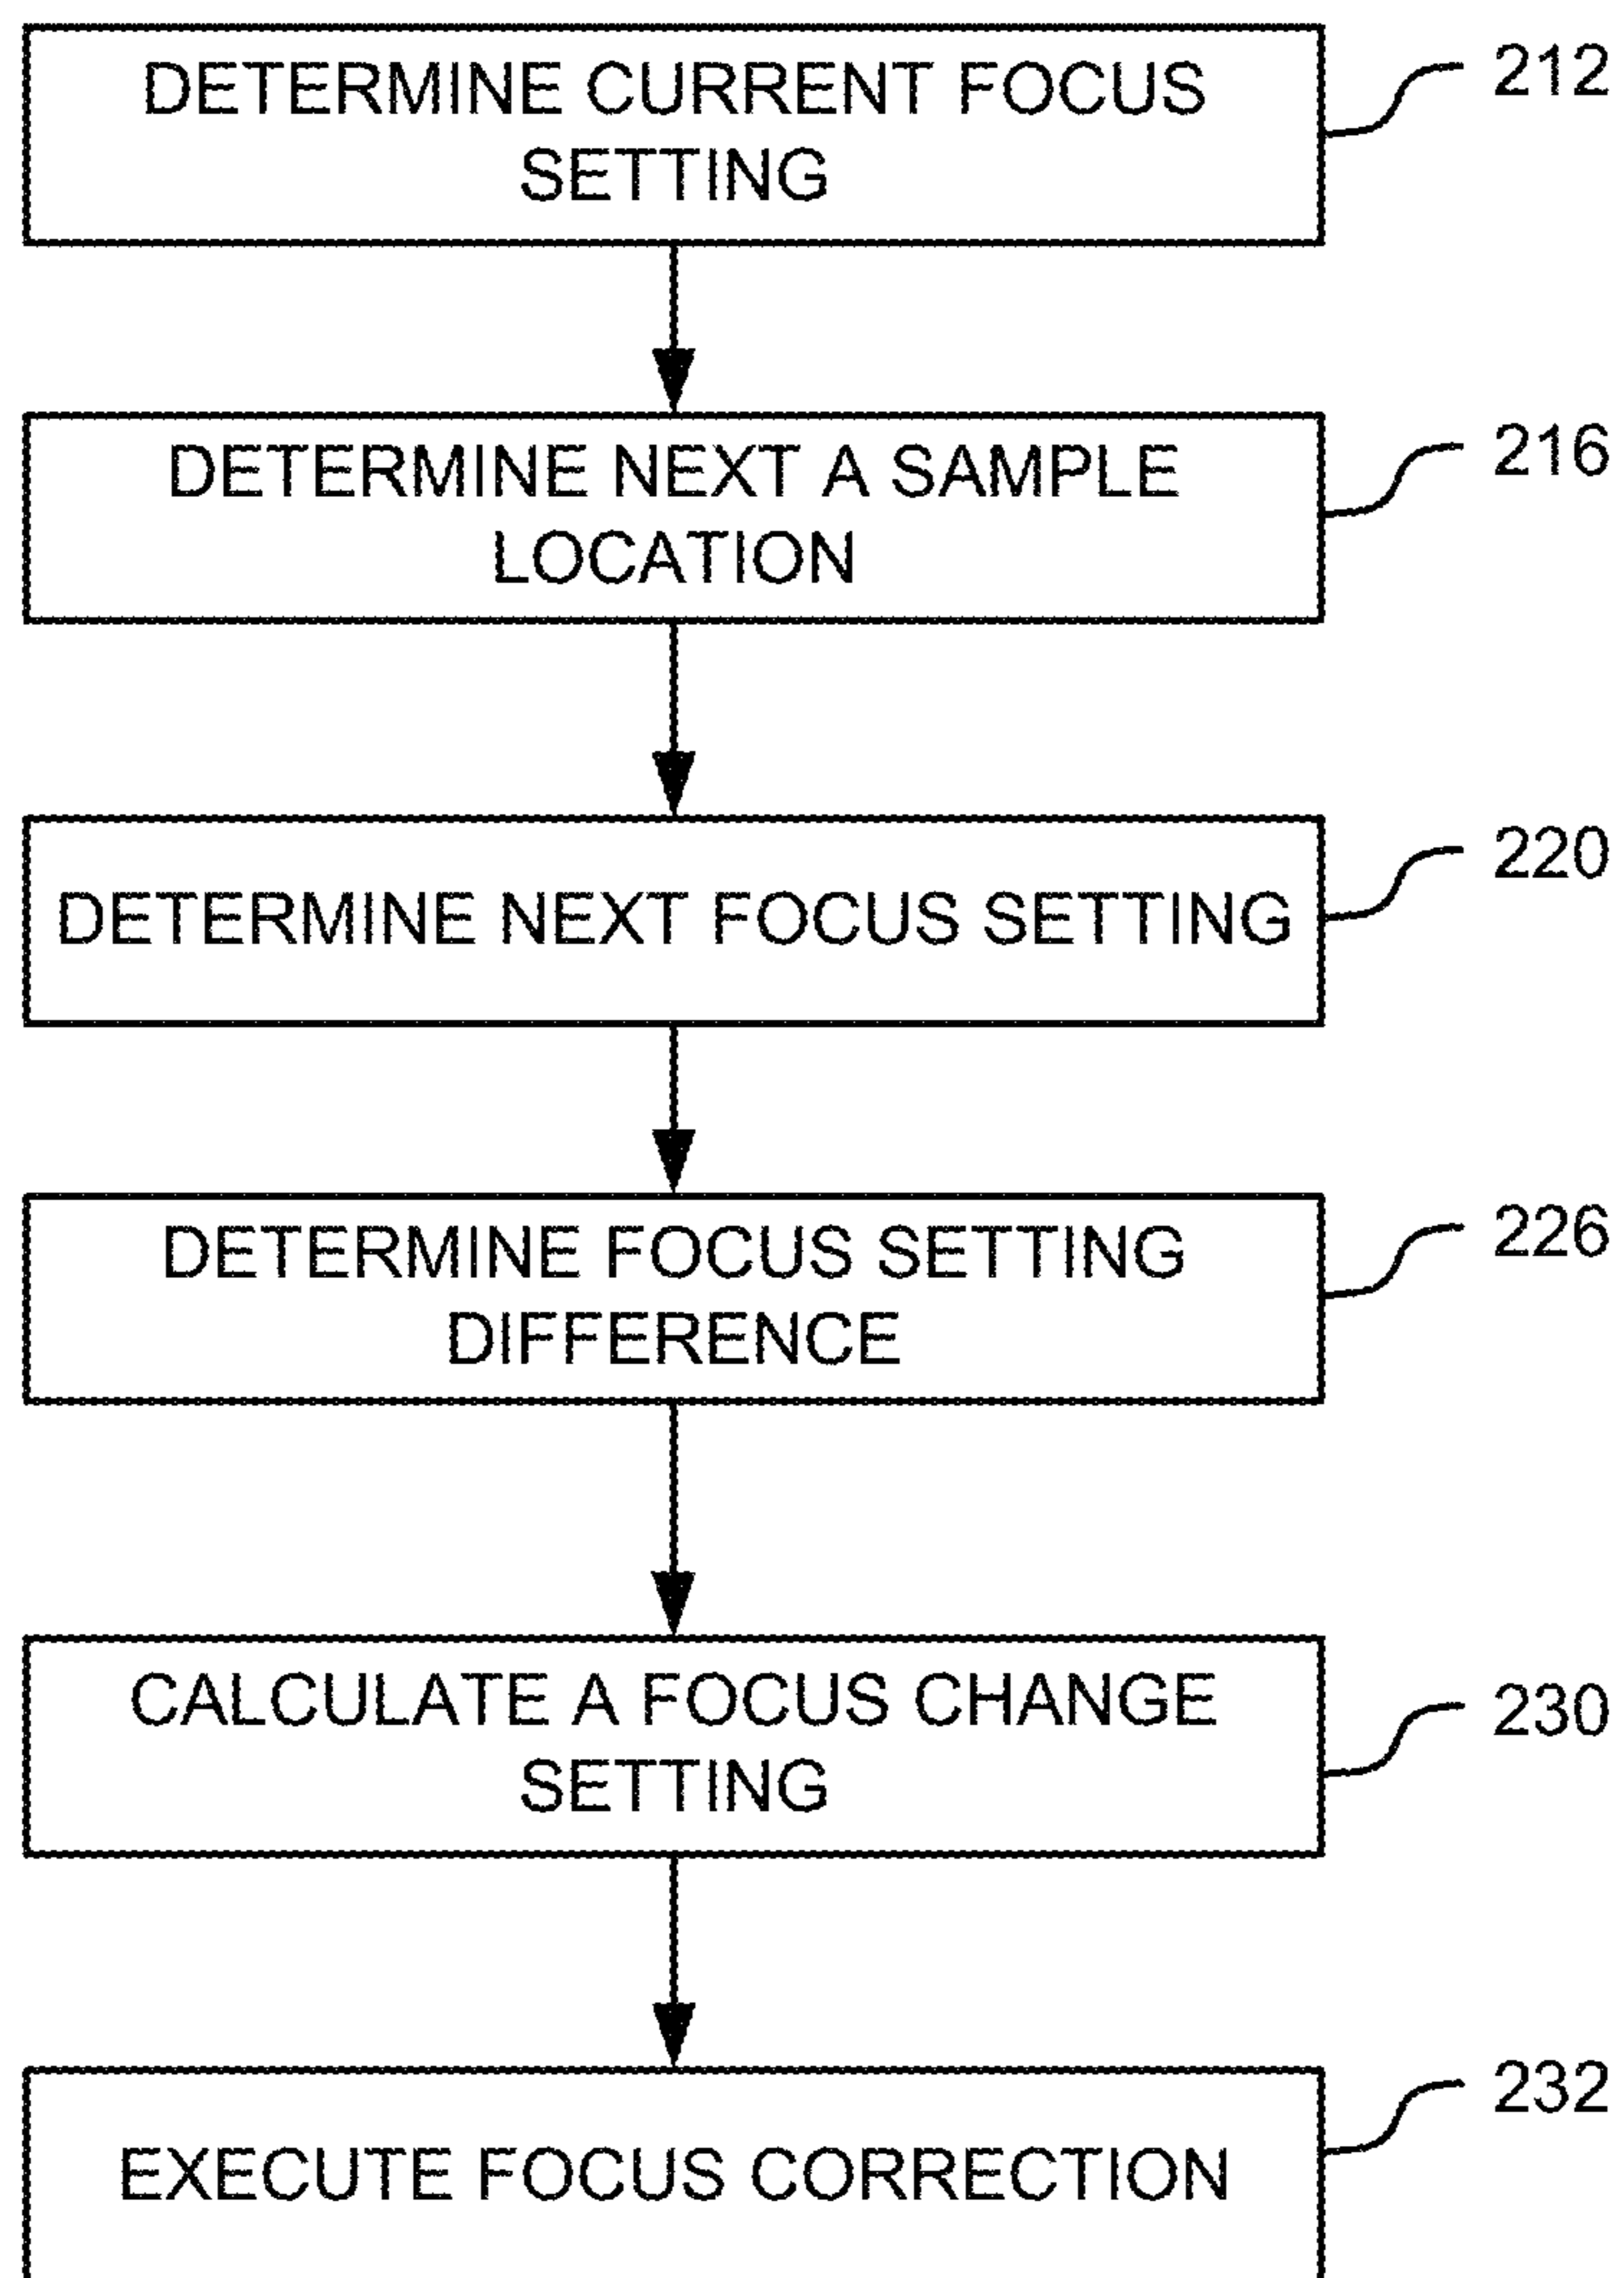 DETERMINE CURRENT FOCUS
SETTING
212
DETERMINE NEXT A SAMPLE
LOCATION
216
DETERMINE NEXT FOCUS SETTING
220
DETERMINE FOCUS SETTING
DIFFERENCE
226
CALCULATE A FOCUS CHANGE
SETTING
230
EXECUTE FOCUS CORRECTION
232